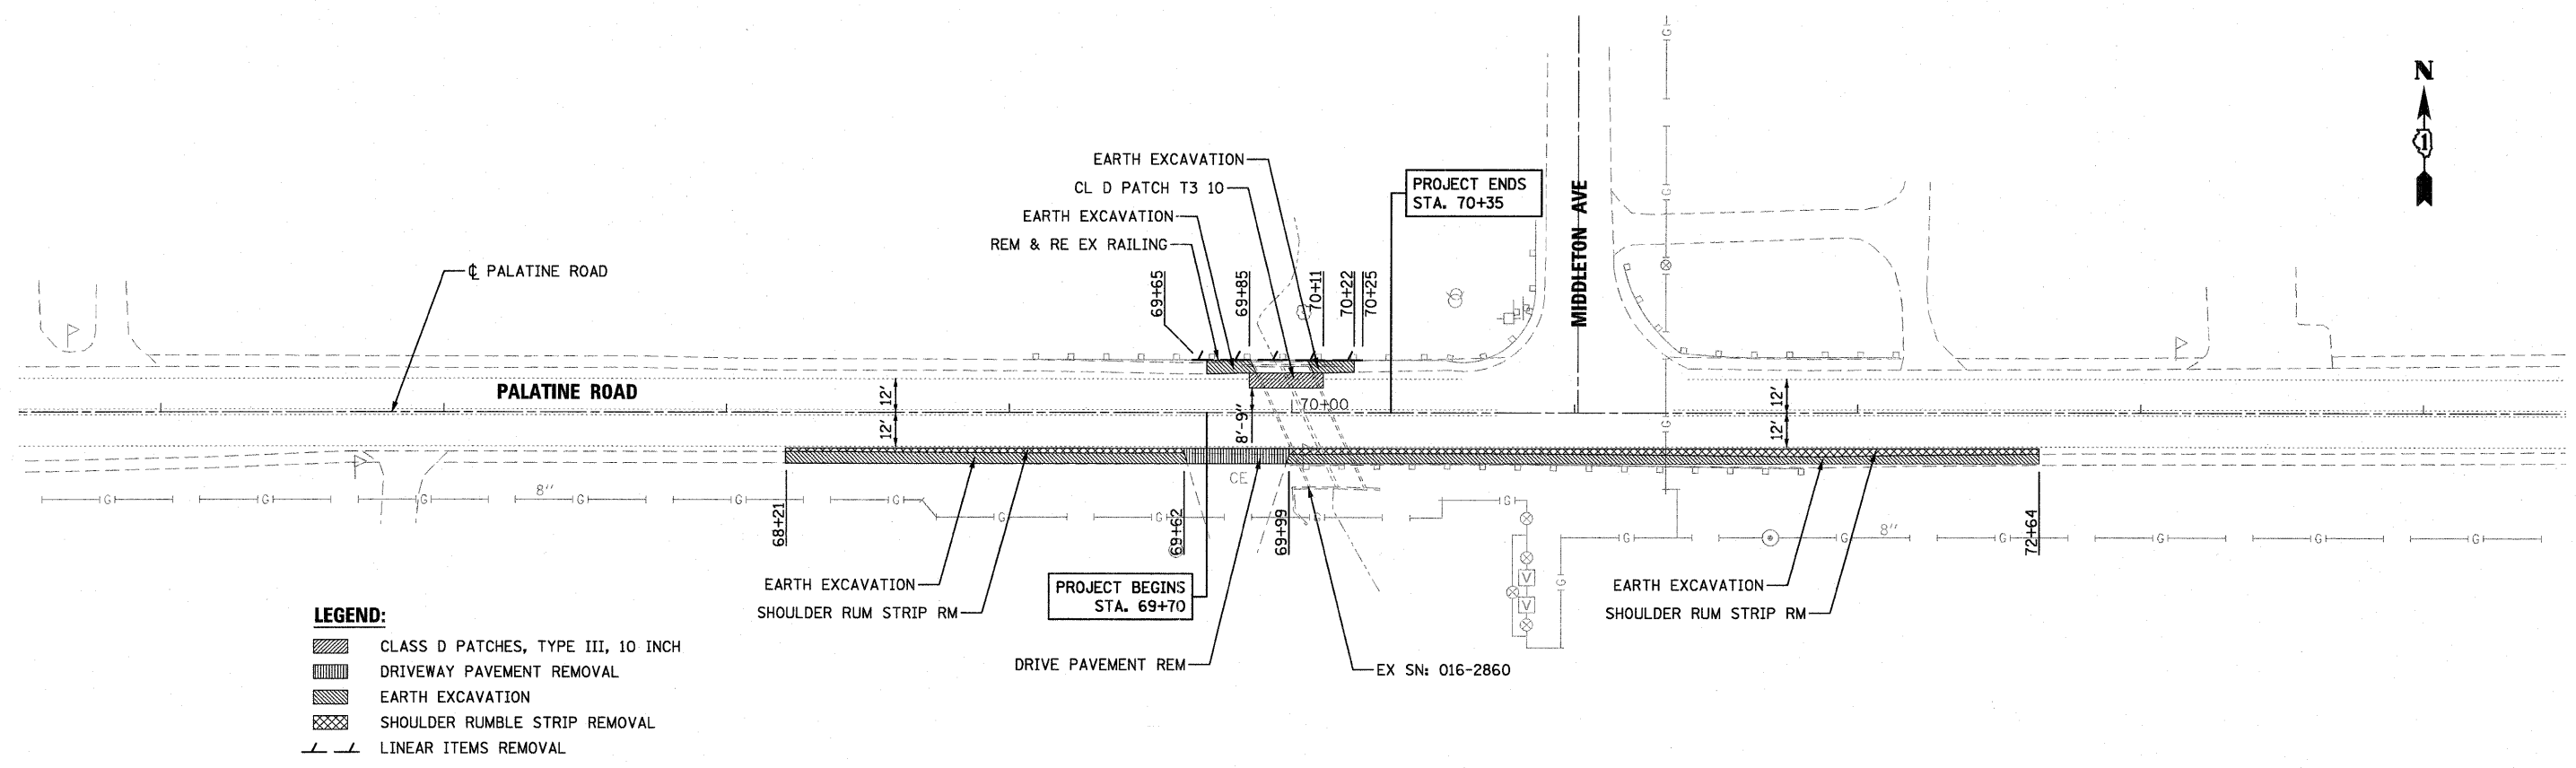 N
1
EARTH EXCAVATION
CL D PATCH T3 10
EARTH EXCAVATION
REM & RE EX RAILING
PROJECT ENDS
STA. 70+35
MIDDLETON AVE
℄ PALATINE ROAD
69+65
69+85
70+11
70+22
70+25
PALATINE ROAD
12'
12'
8'-9"
70+00
12'
12'
CE
G G G 8" G G G G G G G G
G G G
8"
G G G G G G G G
V
V
68+21
69+62
69+99
72+64
EARTH EXCAVATION
SHOULDER RUM STRIP RM
PROJECT BEGINS
STA. 69+70
DRIVE PAVEMENT REM
EX SN: 016-2860
EARTH EXCAVATION
SHOULDER RUM STRIP RM
LEGEND:
CLASS D PATCHES, TYPE III, 10 INCH
DRIVEWAY PAVEMENT REMOVAL
EARTH EXCAVATION
SHOULDER RUMBLE STRIP REMOVAL
LINEAR ITEMS REMOVAL